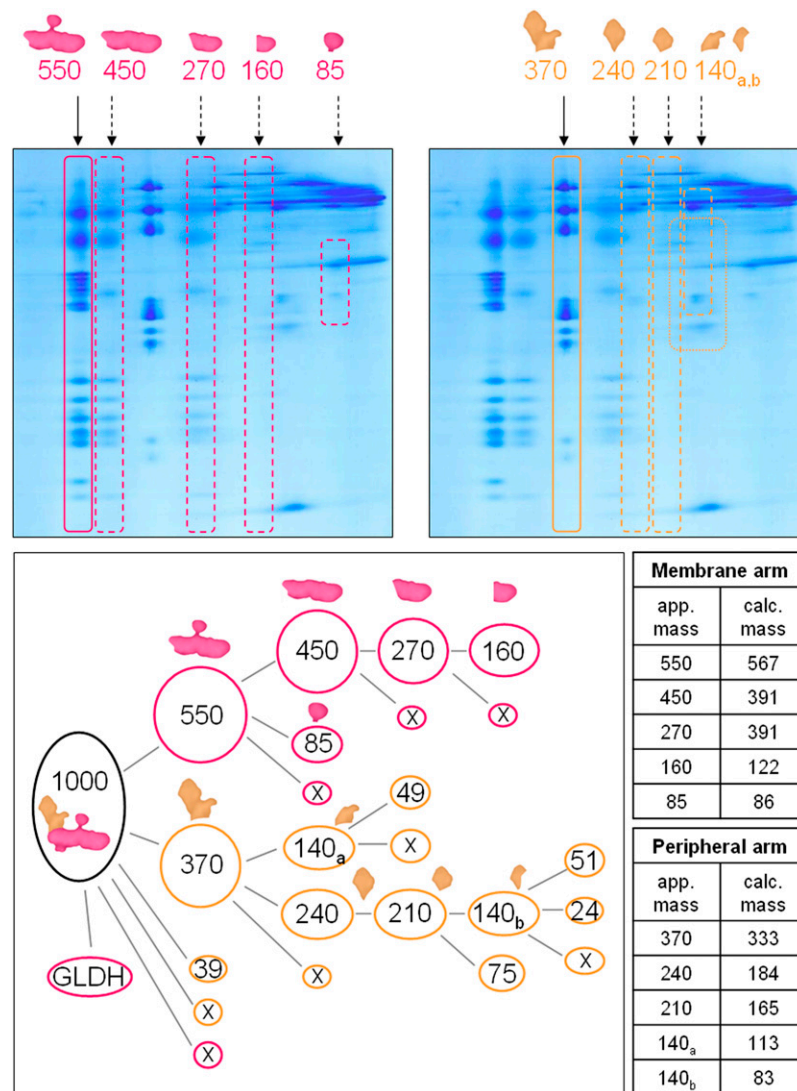 550 450 270 160 85
370 240 210 140a,b
1000
550
450
270
160
X
X
85
X
370
140a
49
X
240
210
140b
51
24
X
75
X
GLDH
39
X
X
Membrane arm
app. mass calc. mass
550 567
450 391
270 391
160 122
85 86
Peripheral arm
app. mass calc. mass
370 333
240 184
210 165
140a 113
140b 83